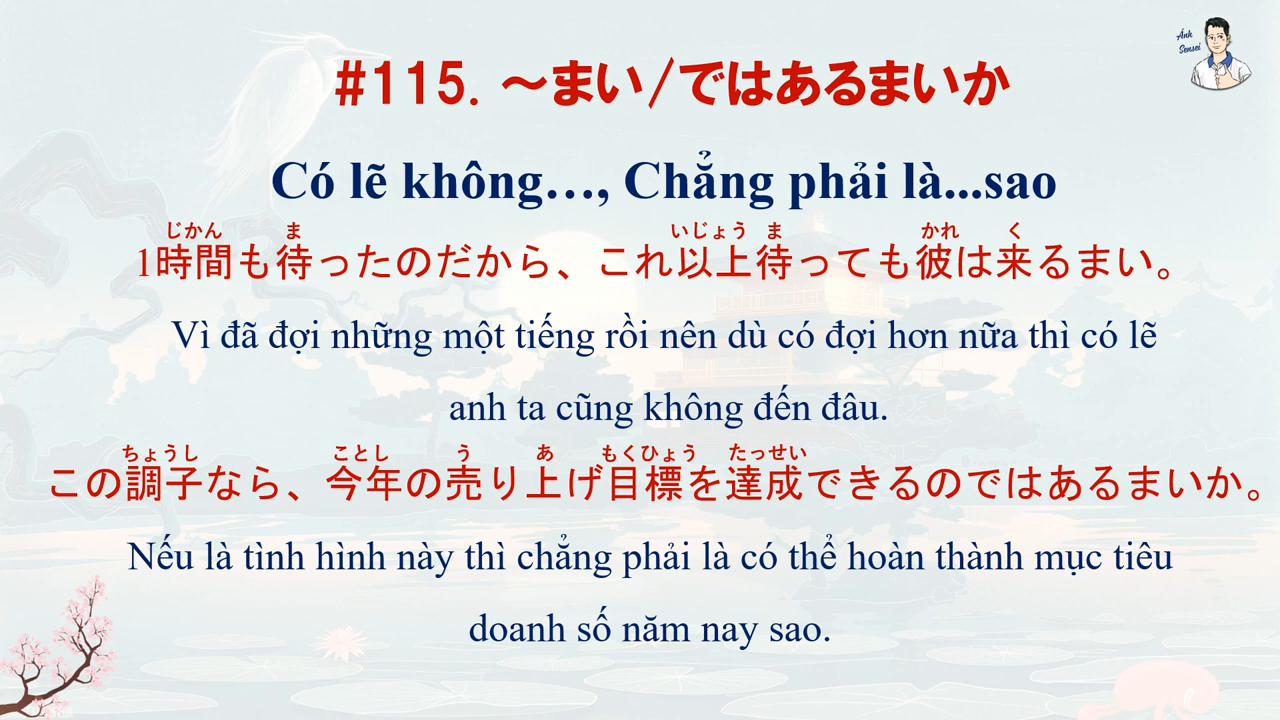 Ánh
Sensei
#115. ～まい/ではあるまいか
Có lẽ không…, Chẳng phải là...sao
じかん ま いじょう ま かれ く
1時間も待ったのだから、これ以上待っても彼は来るまい。
Vì đã đợi những một tiếng rồi nên dù có đợi hơn nữa thì có lẽ
anh ta cũng không đến đâu.
ちょうし ことし う あ もくひょう たっせい
この調子なら、今年の売り上げ目標を達成できるのではあるまいか。
Nếu là tình hình này thì chẳng phải là có thể hoàn thành mục tiêu
doanh số năm nay sao.